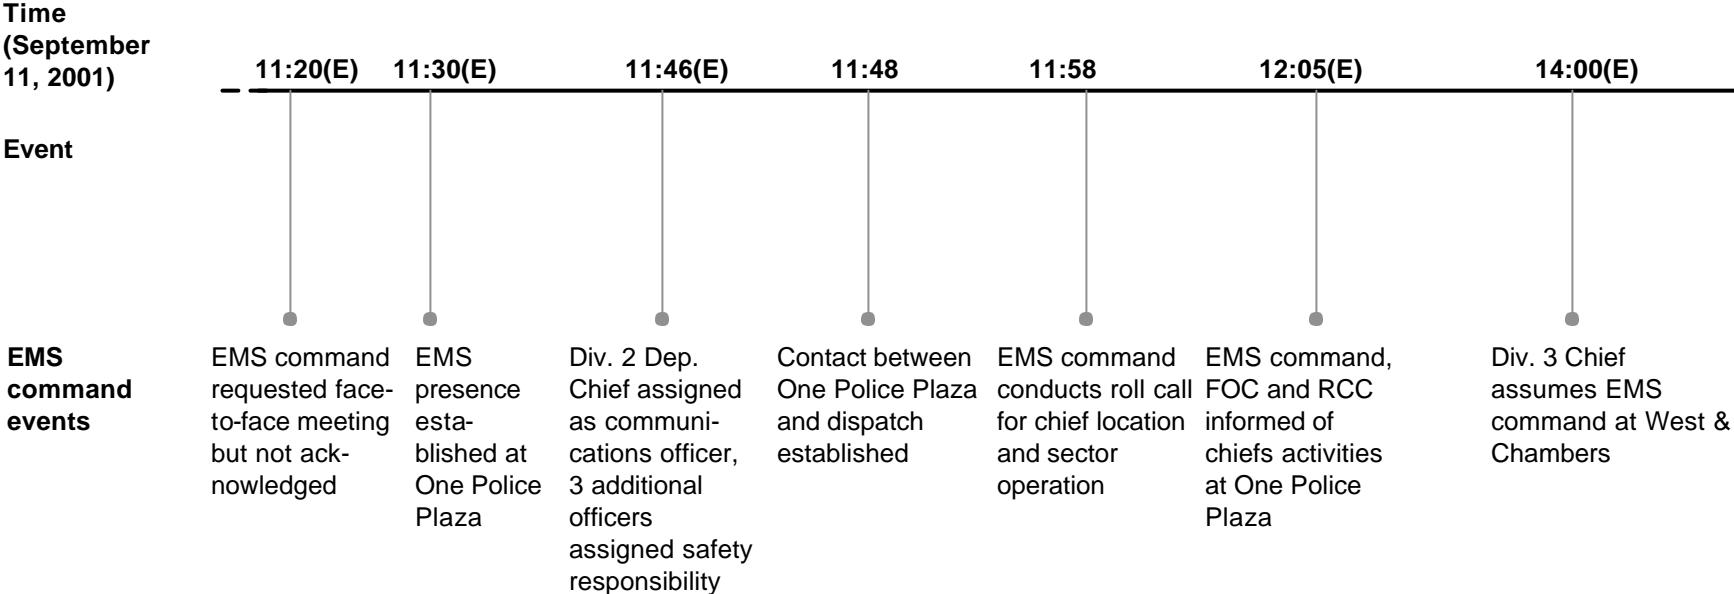 Time
(September
11, 2001)
11:20(E) 11:30(E) 11:46(E) 11:48 11:58 12:05(E) 14:00(E)
Event
EMS
command
events
EMS command
requested face-
to-face meeting
but not ack-
nowledged
EMS
presence
esta-
blished at
One Police
Plaza
Div. 2 Dep.
Chief assigned
as communi-
cations officer,
3 additional
officers
assigned safety
responsibility
Contact between
One Police Plaza
and dispatch
established
EMS command
conducts roll call
for chief location
and sector
operation
EMS command,
FOC and RCC
informed of
chiefs activities
at One Police
Plaza
Div. 3 Chief
assumes EMS
command at West &
Chambers